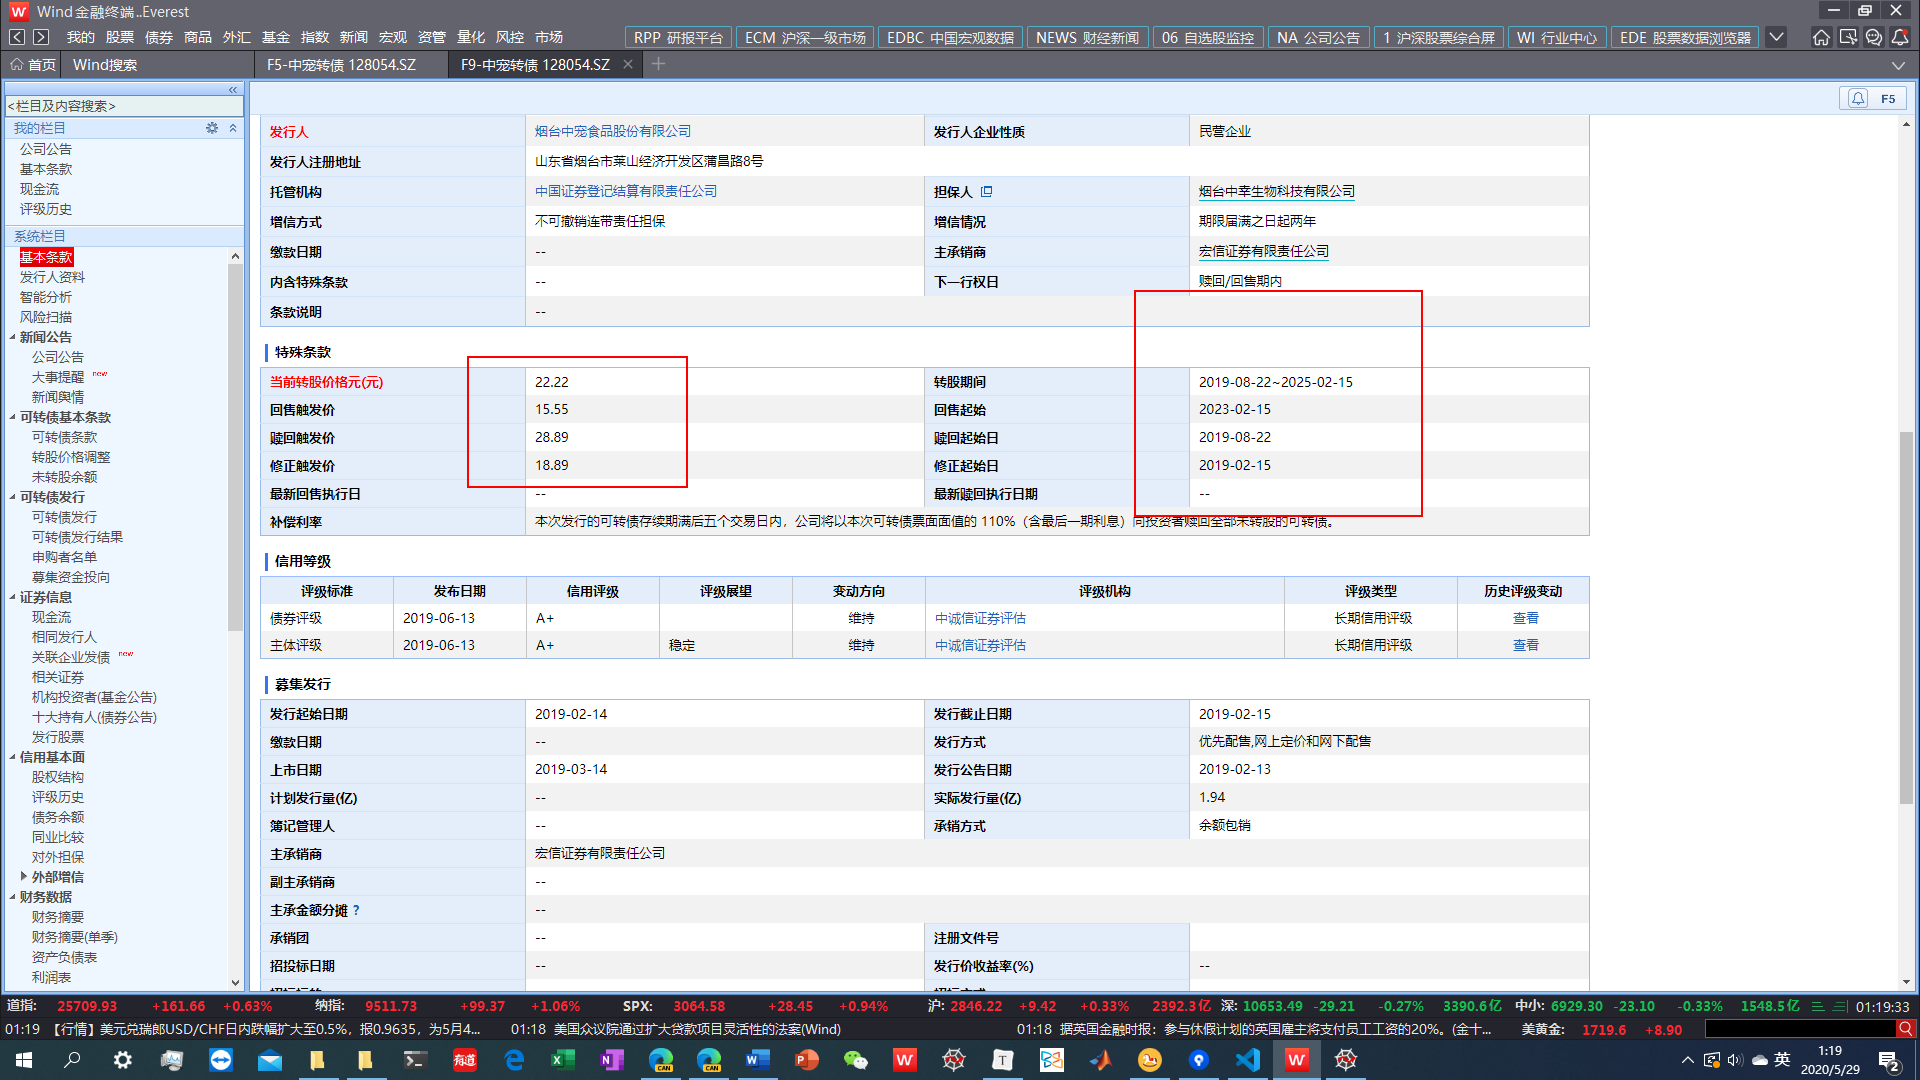 Wind金融终端..Everest
我的 股票 债券 商品 外汇 基金 指数 新闻 宏观 资管 量化 风控 市场
RPP 研报平台 ECM 沪深一级市场 EDBC 中国宏观数据 NEWS 财经新闻 06 自选股监控 NA 公司公告 1 沪深股票综合屏 WI 行业中心 EDE 股票数据浏览器
首页 Wind搜索 F5-中宠转债 128054.SZ F9-中宠转债 128054.SZ
<栏目及内容搜索>
F5
我的栏目
公司公告
基本条款
现金流
评级历史
系统栏目
基本条款
发行人资料
智能分析
风险扫描
新闻公告
公司公告
大事提醒 new
新闻舆情
可转债基本条款
可转债条款
转股价格调整
未转股余额
可转债发行
可转债发行
可转债发行结果
申购者名单
募集资金投向
证券信息
现金流
相同发行人
关联企业发债 new
相关证券
机构投资者(基金公告)
十大持有人(债券公告)
发行股票
信用基本面
股权结构
评级历史
债务余额
同业比较
对外担保
外部增信
财务数据
财务摘要
财务摘要(单季)
资产负债表
利润表
发行人 烟台中宠食品股份有限公司 发行人企业性质 民营企业
发行人注册地址 山东省烟台市莱山经济开发区蒲昌路8号
托管机构 中国证券登记结算有限责任公司 担保人 烟台中幸生物科技有限公司
增信方式 不可撤销连带责任担保 增信情况 期限届满之日起两年
缴款日期 -- 主承销商 宏信证券有限责任公司
内含特殊条款 -- 下一行权日 赎回/回售期内
条款说明 --
特殊条款
当前转股价格元(元) 22.22 转股期间 2019-08-22~2025-02-15
回售触发价 15.55 回售起始 2023-02-15
赎回触发价 28.89 赎回起始日 2019-08-22
修正触发价 18.89 修正起始日 2019-02-15
最新回售执行日 -- 最新赎回执行日期 --
补偿利率 本次发行的可转债存续期满后五个交易日内，公司将以本次可转债票面面值的 110%（含最后一期利息）向投资者赎回全部未转股的可转债。
信用等级
评级标准 发布日期 信用评级 评级展望 变动方向 评级机构 评级类型 历史评级变动
债券评级 2019-06-13 A+ 维持 中诚信证券评估 长期信用评级 查看
主体评级 2019-06-13 A+ 稳定 维持 中诚信证券评估 长期信用评级 查看
募集发行
发行起始日期 2019-02-14 发行截止日期 2019-02-15
缴款日期 -- 发行方式 优先配售,网上定价和网下配售
上市日期 2019-03-14 发行公告日期 2019-02-13
计划发行量(亿) -- 实际发行量(亿) 1.94
簿记管理人 -- 承销方式 余额包销
主承销商 宏信证券有限责任公司
副主承销商 --
主承金额分摊 ? --
承销团 -- 注册文件号
招投标日期 -- 发行价收益率(%) --
道指: 25709.93 +161.66 +0.63% 纳指: 9511.73 +99.37 +1.06% SPX: 3064.58 +28.45 +0.94% 沪: 2846.22 +9.42 +0.33% 2392.3亿 深: 10653.49 -29.21 -0.27% 3390.6亿 中小: 6929.30 -23.10 -0.33% 1548.5亿 01:19:33
01:19 【行情】美元兑瑞郎USD/CHF日内跌幅扩大至0.5%，报0.9635，为5月4... 01:18 美国众议院通过扩大贷款项目灵活性的法案(Wind) 01:18 据英国金融时报：参与休假计划的英国雇主将支付员工工资的20%。(金十... 美黄金: 1719.6 +8.90
英 1:19
2020/5/29
2